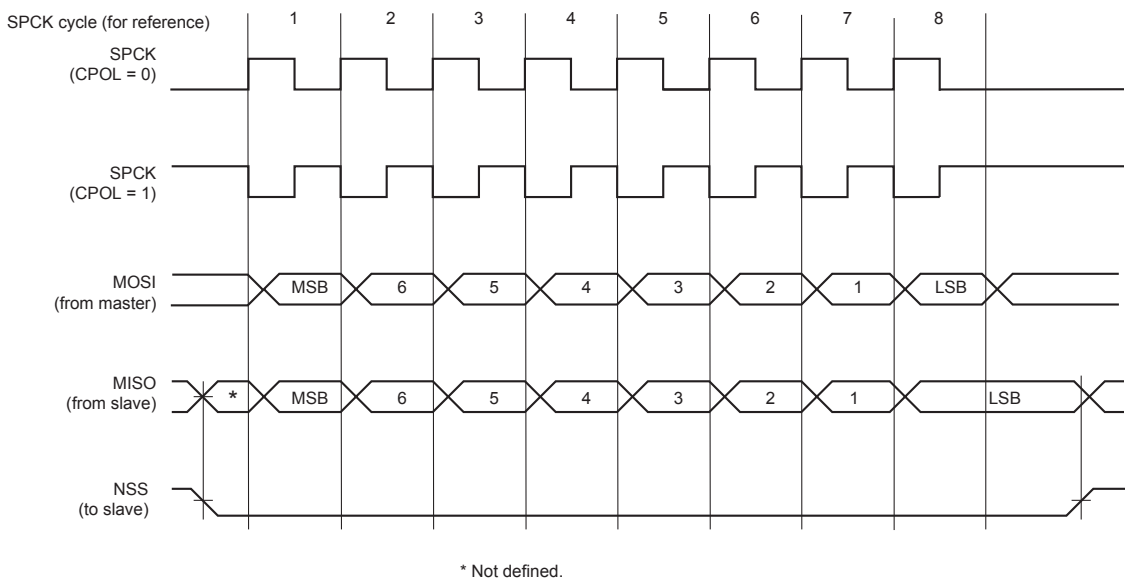 SPCK cycle (for reference) 1 2 3 4 5 6 7 8
SPCK
(CPOL = 0)
SPCK
(CPOL = 1)
MOSI
(from master)
MSB 6 5 4 3 2 1 LSB
MISO
(from slave)
* MSB 6 5 4 3 2 1 LSB
NSS
(to slave)
* Not defined.